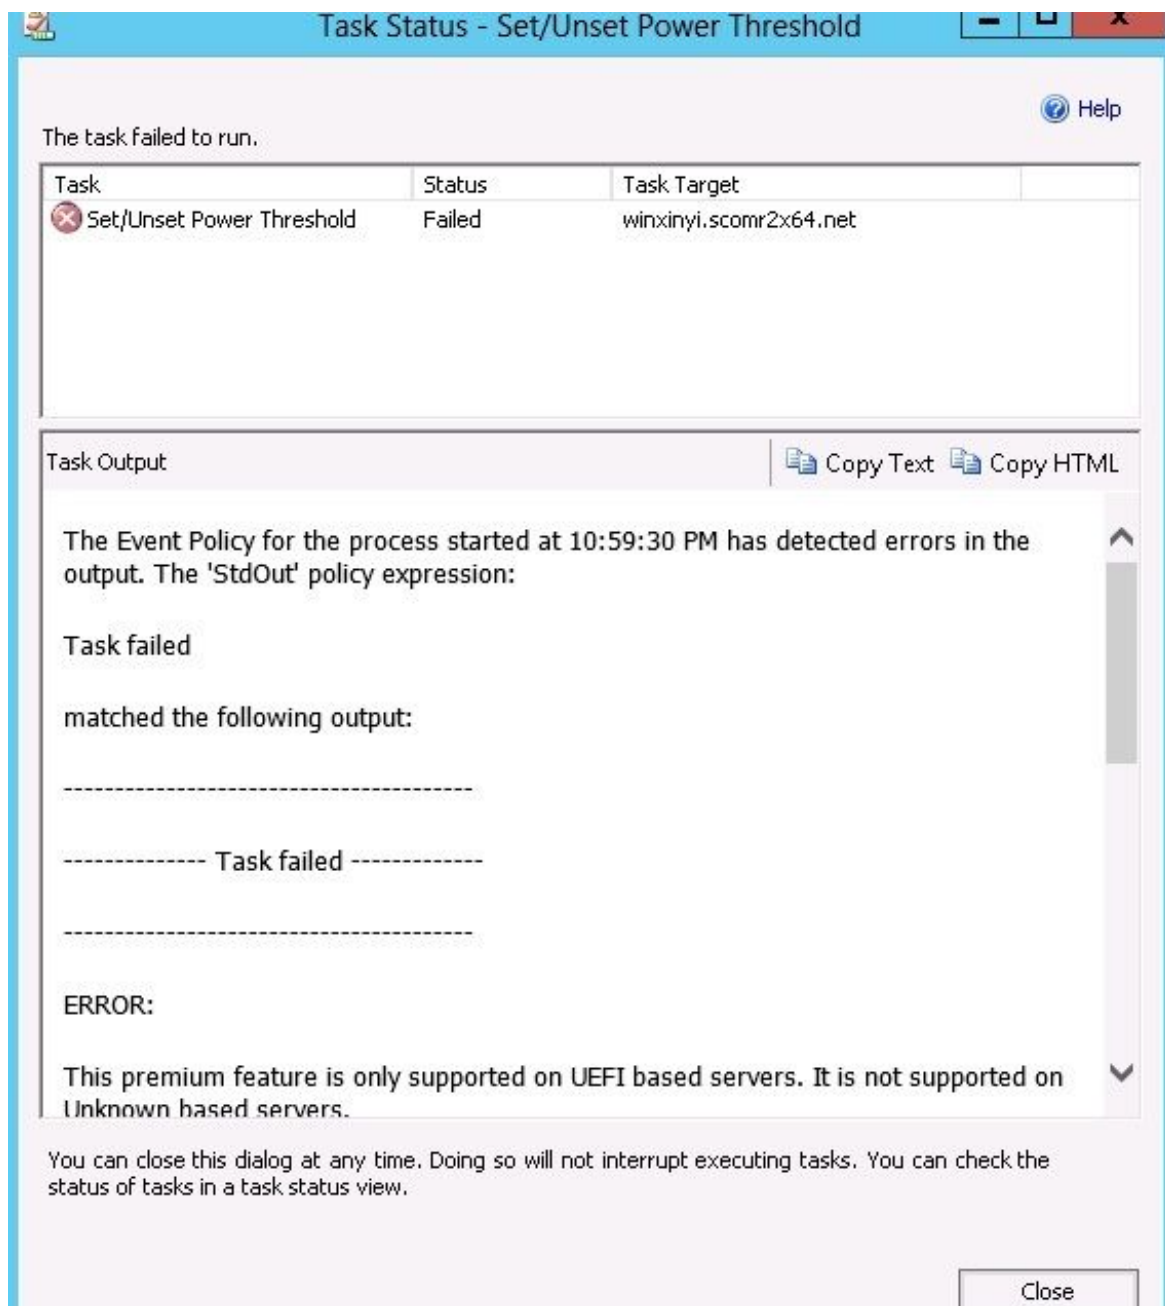 Task Status - Set/Unset Power Threshold
Help
The task failed to run.
Task Status Task Target
Set/Unset Power Threshold Failed winxinyi.scomr2x64.net
Task Output Copy Text Copy HTML
The Event Policy for the process started at 10:59:30 PM has detected errors in the
output. The 'StdOut' policy expression:
Task failed
matched the following output:
----------------------------------------
-------------- Task failed -------------
----------------------------------------
ERROR:
This premium feature is only supported on UEFI based servers. It is not supported on
Unknown based servers.
You can close this dialog at any time. Doing so will not interrupt executing tasks. You can check the
status of tasks in a task status view.
Close